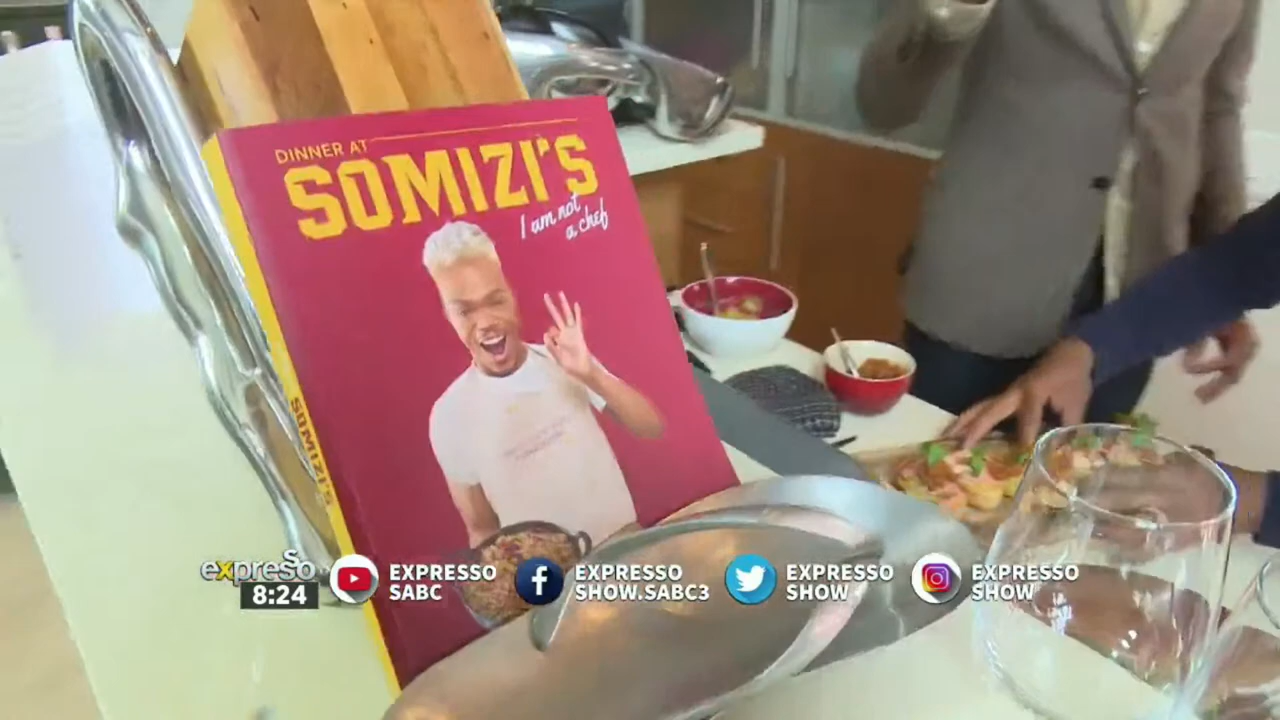 DINNER AT
SOMIZI'S
I am not
a chef
SOMIZI'S
expresso
8:24
EXPRESSO
SABC
EXPRESSO
SHOW.SABC3
EXPRESSO
SHOW
EXPRESSO
SHOW